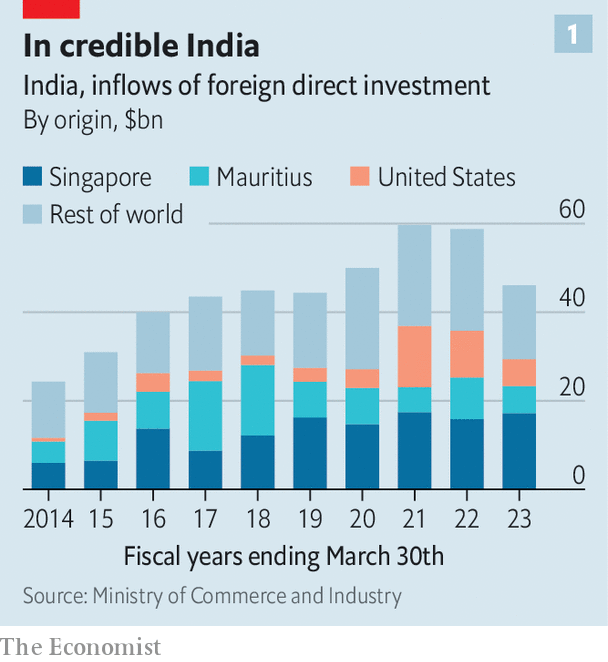 In credible India
1
India, inflows of foreign direct investment
By origin, $bn
Singapore Mauritius United States
Rest of world
60
40
20
0
2014 15 16 17 18 19 20 21 22 23
Fiscal years ending March 30th
Source: Ministry of Commerce and Industry
The Economist